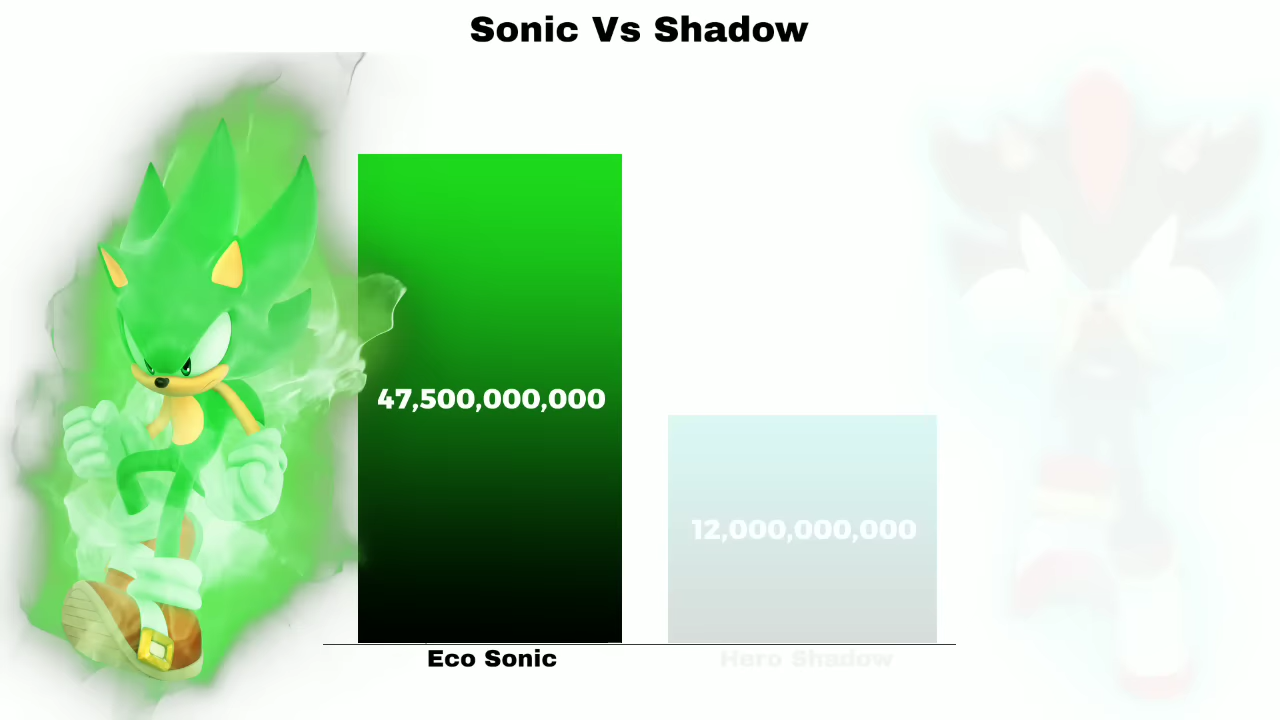 Sonic Vs Shadow
47,500,000,000
12,000,000,000
Eco Sonic
Hero Shadow